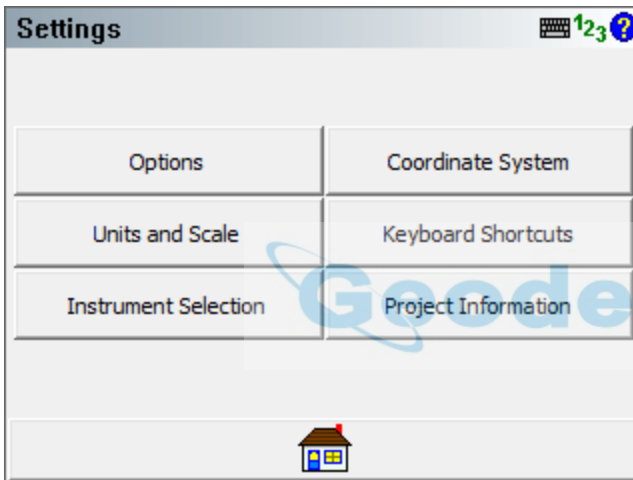 Settings
123?
Options
Coordinate System
Units and Scale
Keyboard Shortcuts
Instrument Selection
Project Information
Geode